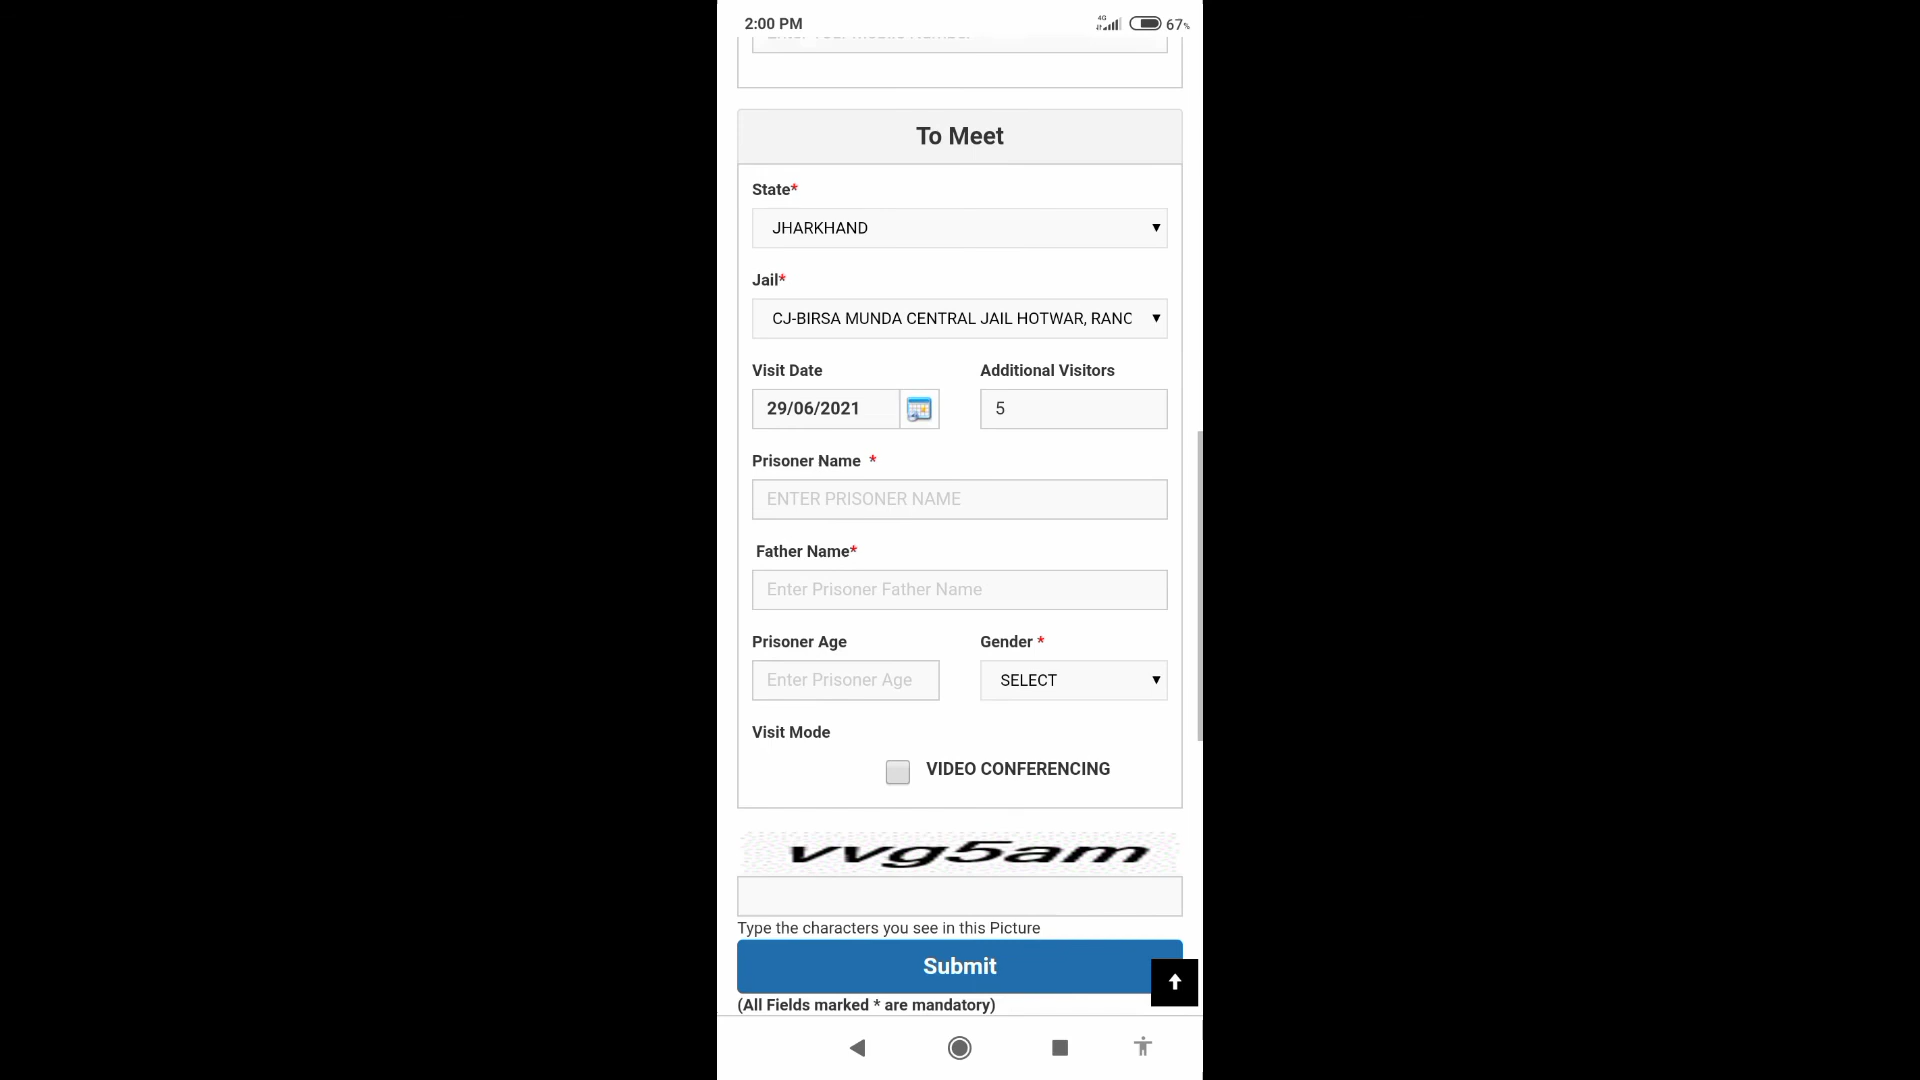 2:00 PM 4G 67%
To Meet
State*
JHARKHAND
Jail*
CJ-BIRSA MUNDA CENTRAL JAIL HOTWAR, RANC
Visit Date Additional Visitors
29/06/2021 5
Prisoner Name *
ENTER PRISONER NAME
Father Name*
Enter Prisoner Father Name
Prisoner Age Gender *
Enter Prisoner Age SELECT
Visit Mode
VIDEO CONFERENCING
vvg5am
Type the characters you see in this Picture
Submit
(All Fields marked * are mandatory)